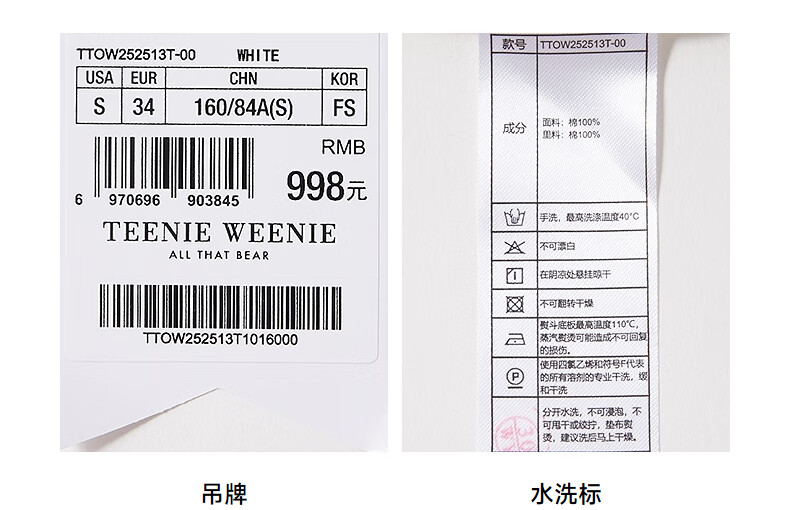 TTOW252513T-00 WHITE
USA EUR CHN KOR
S 34 160/84A(S) FS
RMB
998元
6 970696 903845
TEENIE WEENIE
ALL THAT BEAR
TTOW252513T1016000
吊牌
款号 TTOW252513T-00
成分
面料：棉100%
里料：棉100%
手洗，最高洗涤温度40°C
不可漂白
在阴凉处悬挂晾干
不可翻转干燥
熨斗底板最高温度110℃，
蒸汽熨烫可能造成不可回复
的损伤。
P
使用四氯乙烯和符号F代表
的所有溶剂的专业干洗，缓
和干洗
分开水洗，不可浸泡，不
可甩干或绞拧，垫布反熨
烫，建议洗后马上干燥。
水洗标